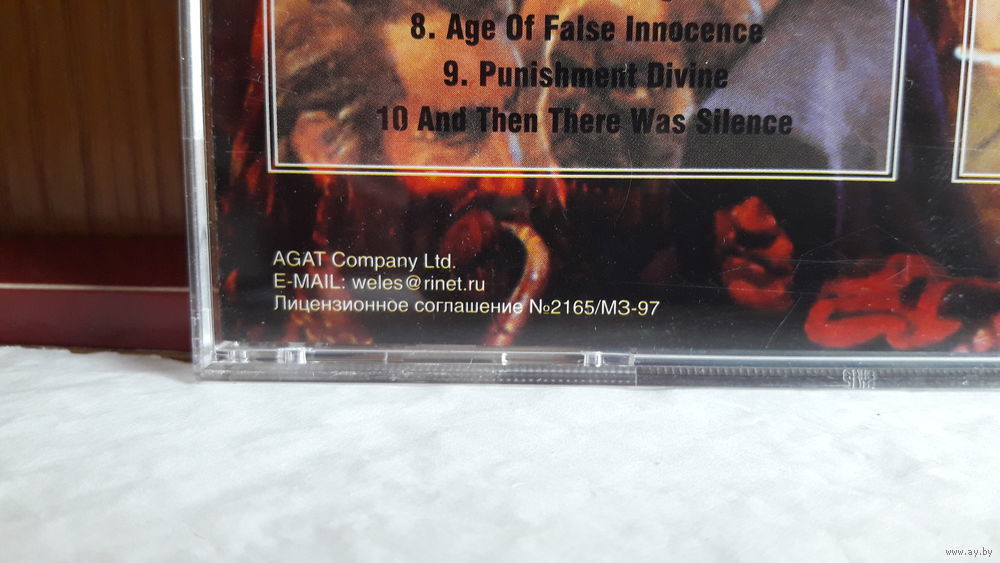 8. Age Of False Innocence
9. Punishment Divine
10 And Then There Was Silence
AGAT Company Ltd.
E-MAIL: weles@rinet.ru
Лицензионное соглашение №2165/МЗ-97
www.ay.by